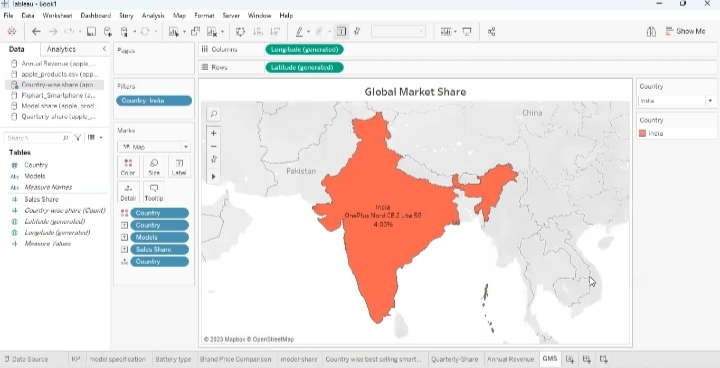 Tableau - Book1
File Data Worksheet Dashboard Story Analysis Map Format Server Window Help
Show Me
Data Analytics
Pages
Columns Longitude (generated)
Rows Latitude (generated)
Annual Revenue (apple_...
apple_products.csv (app...
Country-wise share (app...
Flipkart_Smartphone (a...
Model share (apple_prod...
Quarterly share (apple_...
Search
Tables
Country
Abc Models
Abc Measure Names
Sales Share
Country wise share (Count)
Latitude (generated)
Longitude (generated)
Measure Values
Filters
Country: India
Marks
Map
Color Size Label
Detail Tooltip
Country
Country
Models
Sales Share
Country
Global Market Share
China
Pakistan
India
OnePlus Nord CE 2 Lite 5G
4.00%
© 2023 Mapbox © OpenStreetMap
Country
India
Country
India
Data Source KPI model specification Battery type Brand Price Comparison model-share Country wise best selling smart... Quarterly-Share Annual Revenue GMS